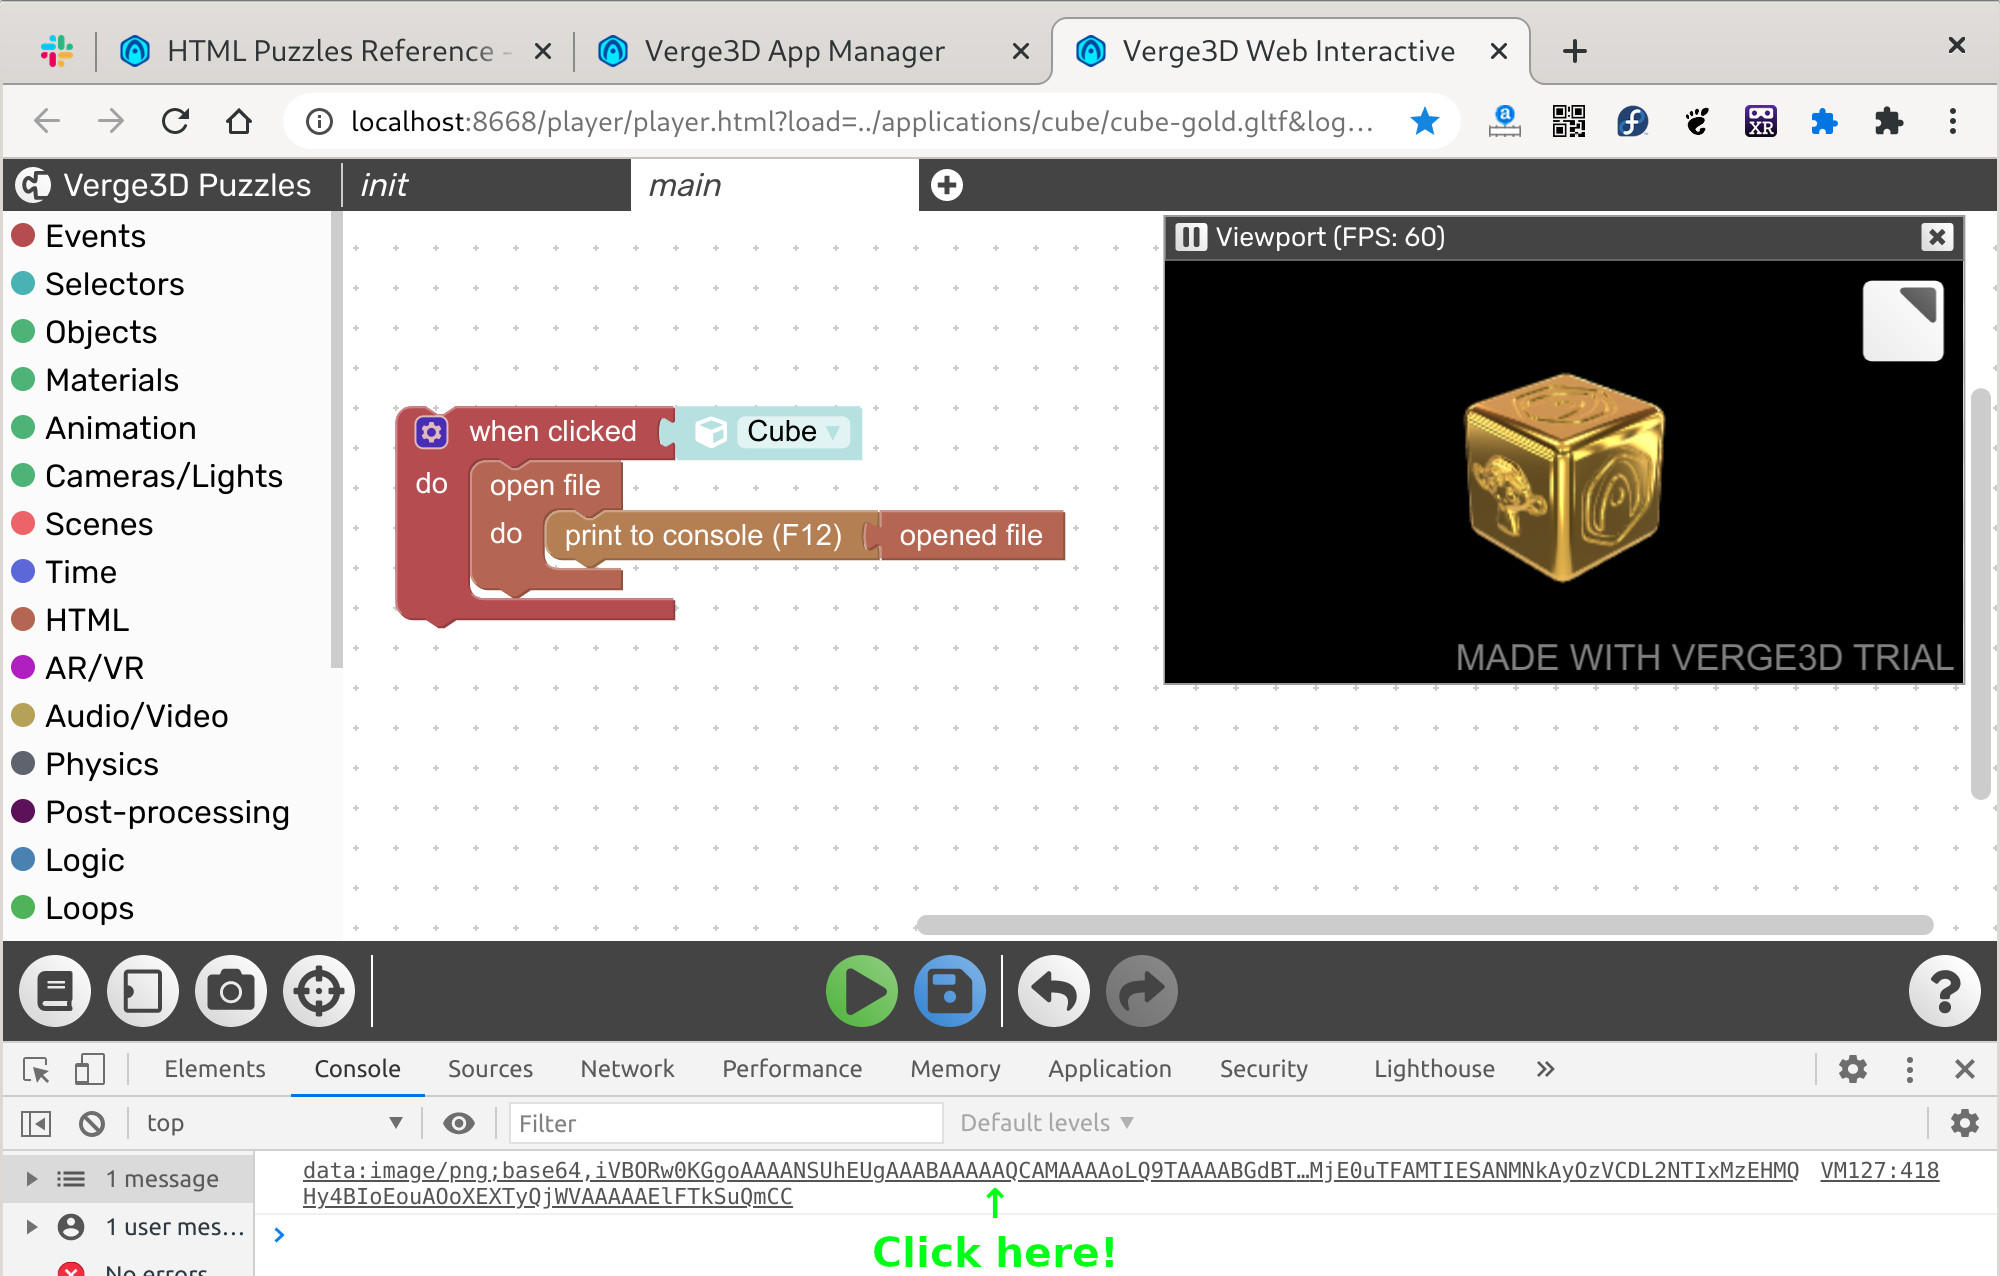 HTML Puzzles Reference -
Verge3D App Manager
Verge3D Web Interactive
localhost:8668/player/player.html?load=../applications/cube/cube-gold.gltf&log...
a
XR
Verge3D Puzzles
init
main
Events
Selectors
Objects
Materials
Animation
Cameras/Lights
Scenes
Time
HTML
AR/VR
Audio/Video
Physics
Post-processing
Logic
Loops
when clicked
Cube
do
open file
do
print to console (F12)
opened file
Viewport (FPS: 60)
MADE WITH VERGE3D TRIAL
?
Elements
Console
Sources
Network
Performance
Memory
Application
Security
Lighthouse
top
Filter
Default levels
1 message
1 user mes...
No errors
data:image/png;base64,iVBORw0KGgoAAAANSUhEUgAAABAAAAAQCAMAAAAoLQ9TAAAABGdBT…MjE0uTFAMTIESANMNkAyOzVCDL2NTIxMzEHMQ
VM127:418
Hy4BIoEouAOoXEXTyQjWVAAAAAElFTkSuQmCC
Click here!